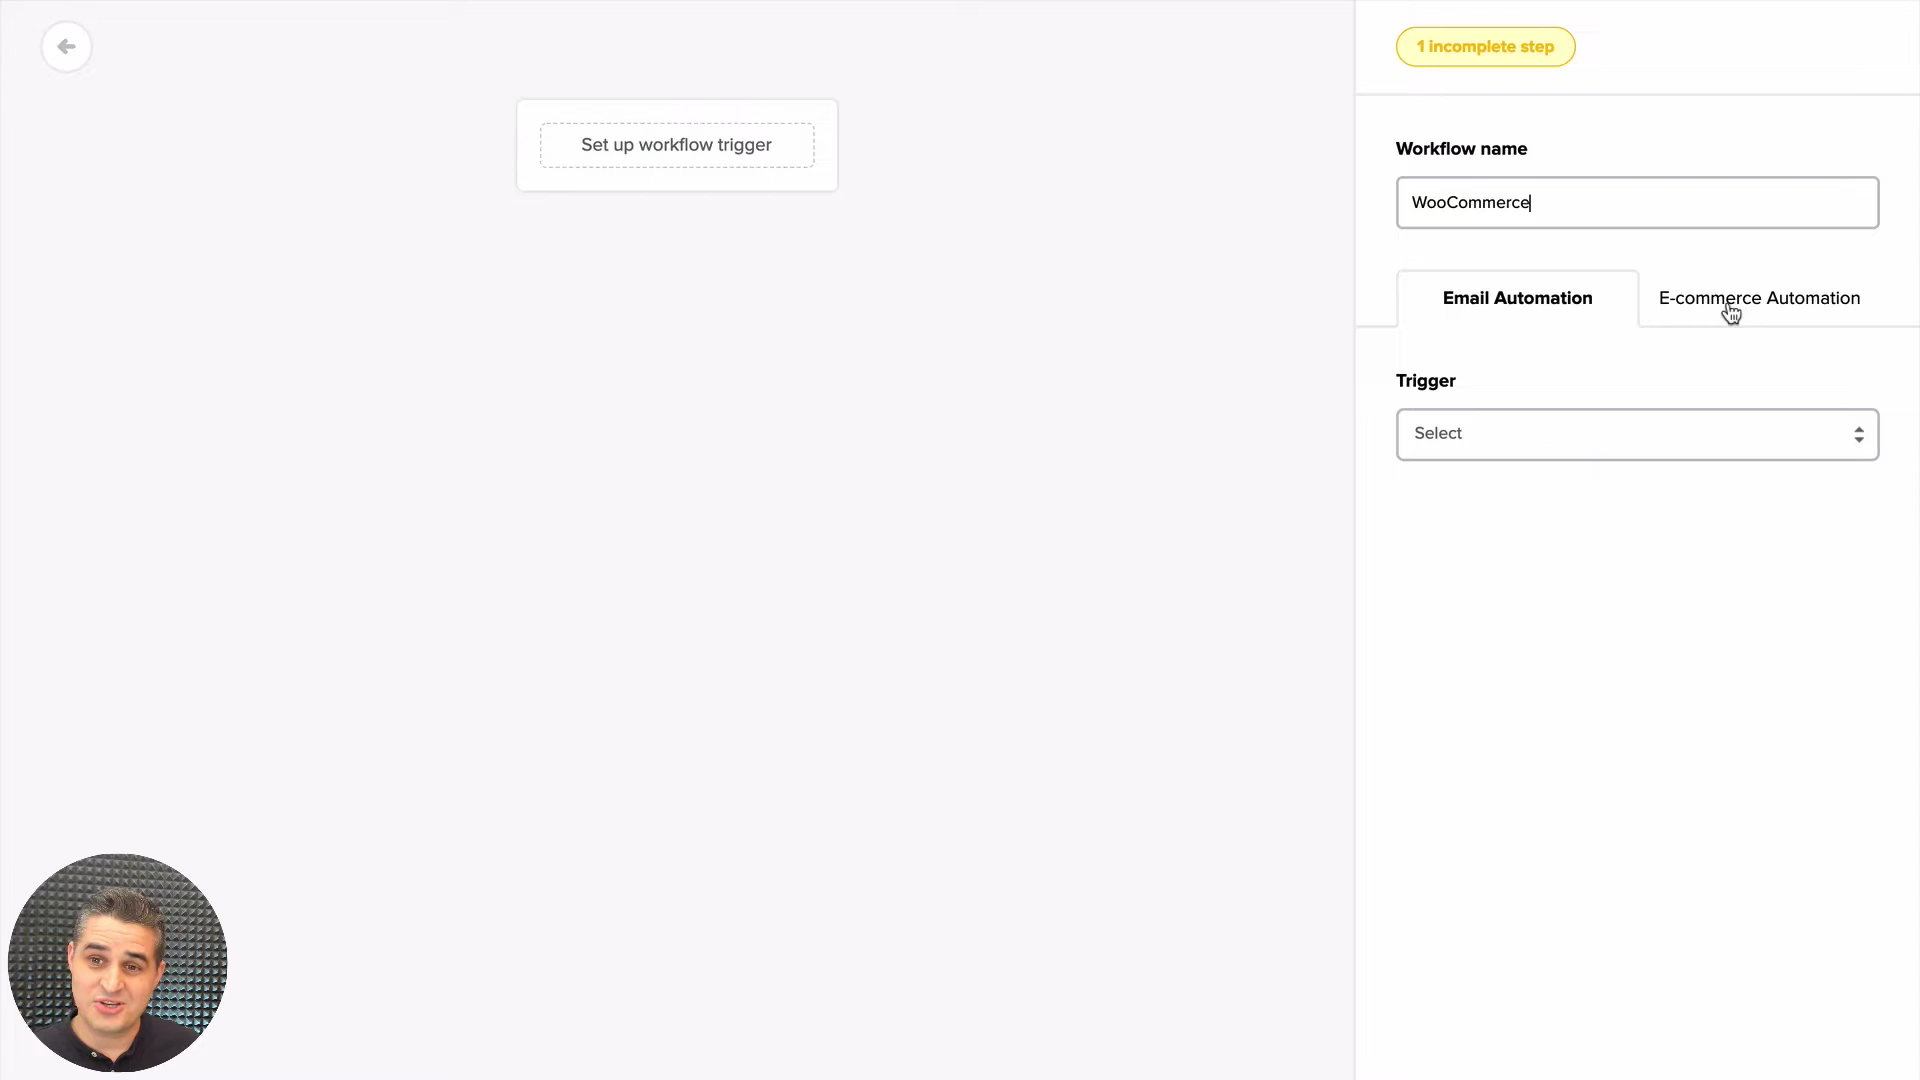 1 incomplete step
Set up workflow trigger
Workflow name
WooCommerce
Email Automation
E-commerce Automation
Trigger
Select